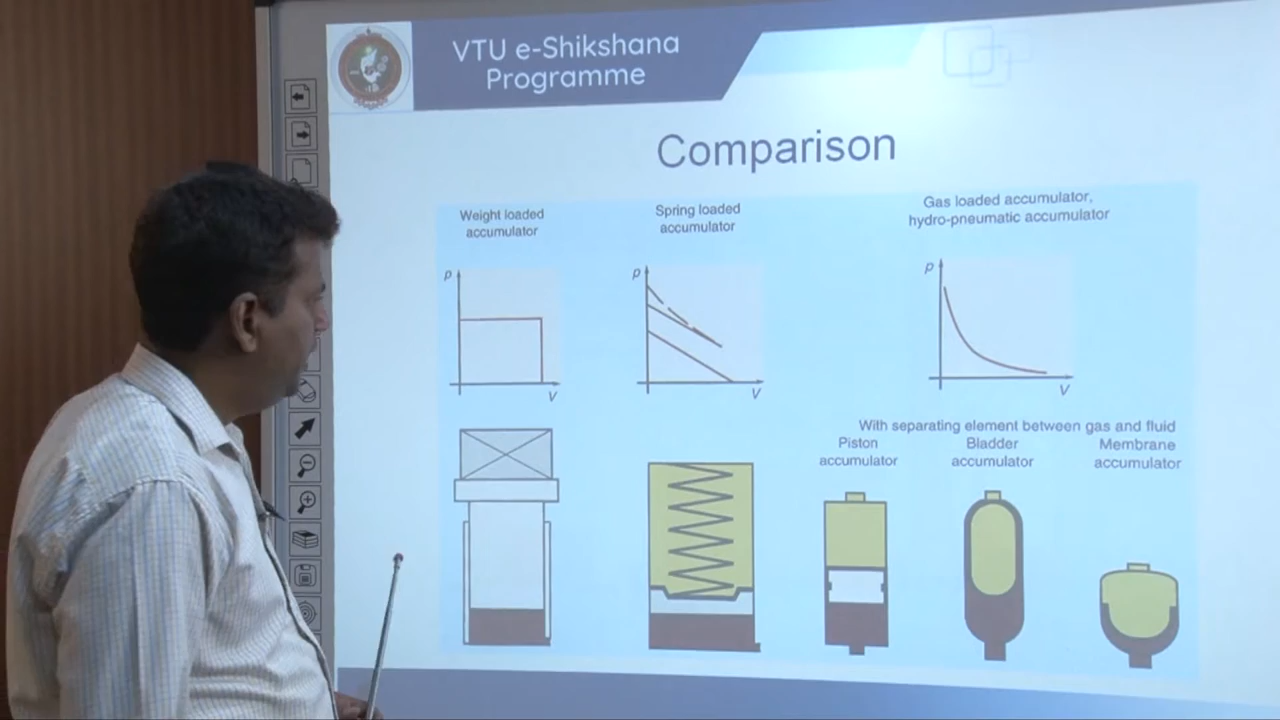 VTU e-Shikshana
Programme
Comparison
Weight loaded
accumulator
Spring loaded
accumulator
Gas loaded accumulator,
hydro-pneumatic accumulator
p
V
p
V
p
V
With separating element between gas and fluid
Piston
accumulator
Bladder
accumulator
Membrane
accumulator